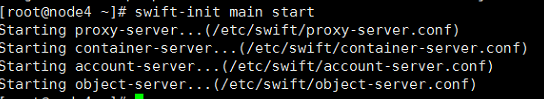 [root@node4 ~]# swift-init main start
Starting proxy-server...(/etc/swift/proxy-server.conf)
Starting container-server...(/etc/swift/container-server.conf)
Starting account-server...(/etc/swift/account-server.conf)
Starting object-server...(/etc/swift/object-server.conf)
[root@node4 ~]#